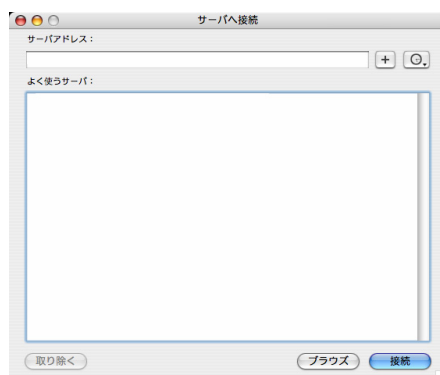 サーバへ接続
サーバアドレス：
+
よく使うサーバ：
取り除く
ブラウズ
接続